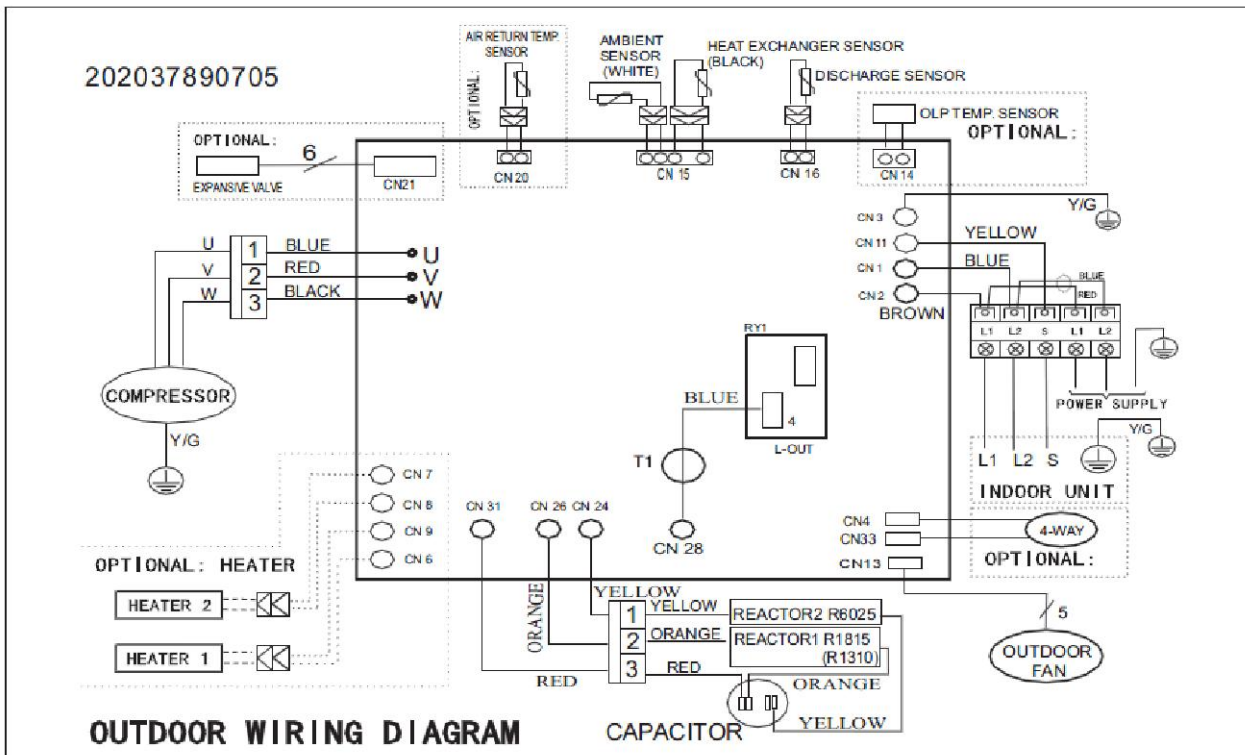 202037890705
AIR RETURN TEMP.
SENSOR
OPTIONAL:
AMBIENT
SENSOR
(WHITE)
HEAT EXCHANGER SENSOR
(BLACK)
DISCHARGE SENSOR
OLP TEMP. SENSOR
OPTIONAL:
OPTIONAL:
6
EXPANSIVE VALVE
CN21
CN 20
CN 15
CN 16
CN 14
CN 3
Y/G
CN 11
YELLOW
CN 1
BLUE
BLUE
CN 2
RED
BROWN
L1 L2 S L1 L2
POWER SUPPLY
Y/G
L1 L2 S
INDOOR UNIT
U 1 BLUE U
V 2 RED V
W 3 BLACK W
COMPRESSOR
Y/G
RY1
BLUE
4
L-OUT
T1
CN 28
CN 7
CN 8
CN 9
CN 6
OPTIONAL: HEATER
HEATER 2
HEATER 1
CN 31
CN 26
CN 24
CN4
CN33
4-WAY
OPTIONAL:
CN13
5
OUTDOOR
FAN
YELLOW
ORANGE
RED
1 YELLOW REACTOR2 R6025
2 ORANGE REACTOR1 R1815
(R1310)
3 RED
ORANGE
YELLOW
CAPACITOR
OUTDOOR WIRING DIAGRAM